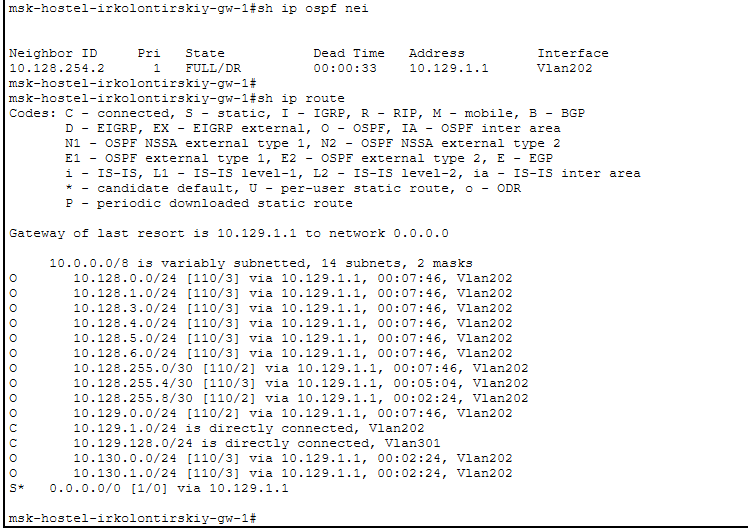 msk-hostel-irkolontirskiy-gw-1#sh ip ospf nei
Neighbor ID     Pri   State           Dead Time   Address         Interface
10.128.254.2      1   FULL/DR         00:00:33    10.129.1.1      Vlan202
msk-hostel-irkolontirskiy-gw-1#
msk-hostel-irkolontirskiy-gw-1#sh ip route
Codes: C - connected, S - static, I - IGRP, R - RIP, M - mobile, B - BGP
       D - EIGRP, EX - EIGRP external, O - OSPF, IA - OSPF inter area
       N1 - OSPF NSSA external type 1, N2 - OSPF NSSA external type 2
       E1 - OSPF external type 1, E2 - OSPF external type 2, E - EGP
       i - IS-IS, L1 - IS-IS level-1, L2 - IS-IS level-2, ia - IS-IS inter area
       * - candidate default, U - per-user static route, o - ODR
       P - periodic downloaded static route
Gateway of last resort is 10.129.1.1 to network 0.0.0.0
     10.0.0.0/8 is variably subnetted, 14 subnets, 2 masks
O       10.128.0.0/24 [110/3] via 10.129.1.1, 00:07:46, Vlan202
O       10.128.1.0/24 [110/3] via 10.129.1.1, 00:07:46, Vlan202
O       10.128.3.0/24 [110/3] via 10.129.1.1, 00:07:46, Vlan202
O       10.128.4.0/24 [110/3] via 10.129.1.1, 00:07:46, Vlan202
O       10.128.5.0/24 [110/3] via 10.129.1.1, 00:07:46, Vlan202
O       10.128.6.0/24 [110/3] via 10.129.1.1, 00:07:46, Vlan202
O       10.128.255.0/30 [110/2] via 10.129.1.1, 00:07:46, Vlan202
O       10.128.255.4/30 [110/3] via 10.129.1.1, 00:05:04, Vlan202
O       10.128.255.8/30 [110/2] via 10.129.1.1, 00:02:24, Vlan202
O       10.129.0.0/24 [110/2] via 10.129.1.1, 00:07:46, Vlan202
C       10.129.1.0/24 is directly connected, Vlan202
C       10.129.128.0/24 is directly connected, Vlan301
O       10.130.0.0/24 [110/3] via 10.129.1.1, 00:02:24, Vlan202
O       10.130.1.0/24 [110/3] via 10.129.1.1, 00:02:24, Vlan202
S*   0.0.0.0/0 [1/0] via 10.129.1.1
msk-hostel-irkolontirskiy-gw-1#